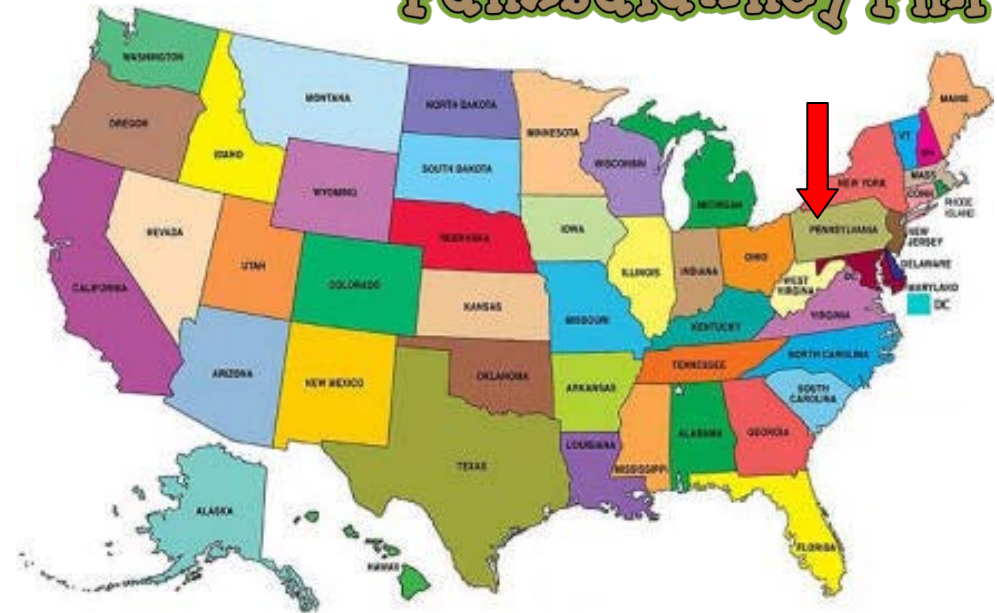 Punxsutawney Phil
WASHINGTON
MONTANA
NORTH DAKOTA
MINNESOTA
MAINE
OREGON
IDAHO
WYOMING
SOUTH DAKOTA
WISCONSIN
MICHIGAN
NEW YORK
VT
NH
MASS
CONN
RHODE
ISLAND
NEVADA
UTAH
COLORADO
NEBRASKA
IOWA
ILLINOIS
INDIANA
OHIO
PENNSYLVANIA
NEW
JERSEY
DELAWARE
MARYLAND
DC
DC
CALIFORNIA
KANSAS
MISSOURI
KENTUCKY
WEST
VIRGINIA
VIRGINIA
ARIZONA
NEW MEXICO
OKLAHOMA
ARKANSAS
TENNESSEE
NORTH CAROLINA
SOUTH
CAROLINA
TEXAS
LOUISIANA
MISSISSIPPI
ALABAMA
GEORGIA
FLORIDA
ALASKA
HAWAII